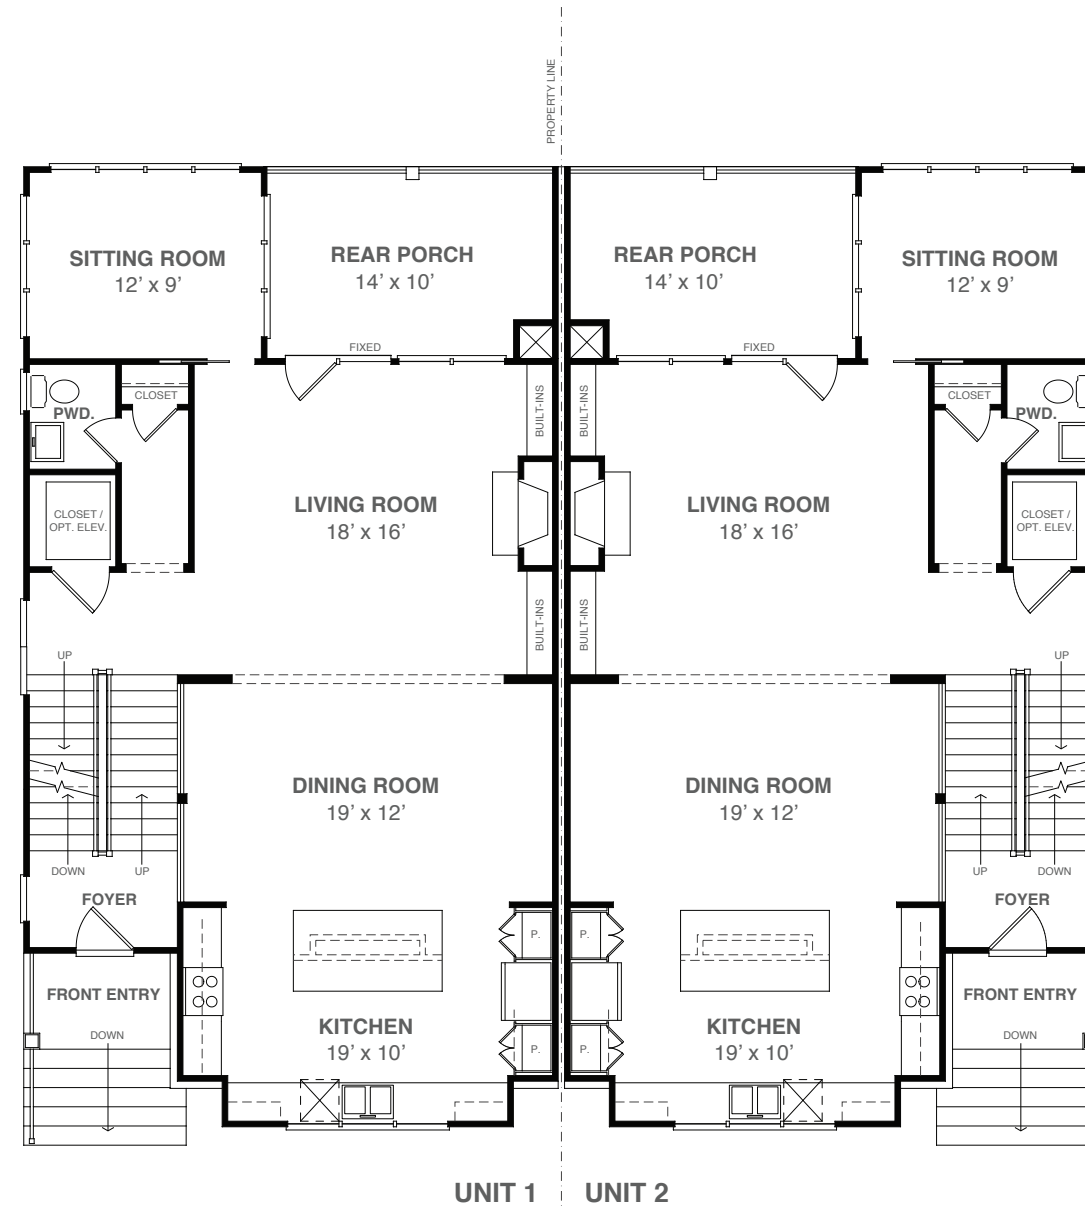 PROPERTY LINE
SITTING ROOM
12’ x 9’
REAR PORCH
14’ x 10’
REAR PORCH
14’ x 10’
SITTING ROOM
12’ x 9’
FIXED
FIXED
CLOSET
PWD.
BUILT-INS
BUILT-INS
CLOSET
PWD.
CLOSET /
OPT. ELEV.
LIVING ROOM
18’ x 16’
LIVING ROOM
18’ x 16’
CLOSET /
OPT. ELEV.
BUILT-INS
BUILT-INS
UP
UP
DINING ROOM
19’ x 12’
DINING ROOM
19’ x 12’
DOWN
UP
UP
DOWN
FOYER
FOYER
P.
P.
FRONT ENTRY
FRONT ENTRY
DOWN
KITCHEN
19’ x 10’
P.
P.
KITCHEN
19’ x 10’
DOWN
UNIT 1
UNIT 2